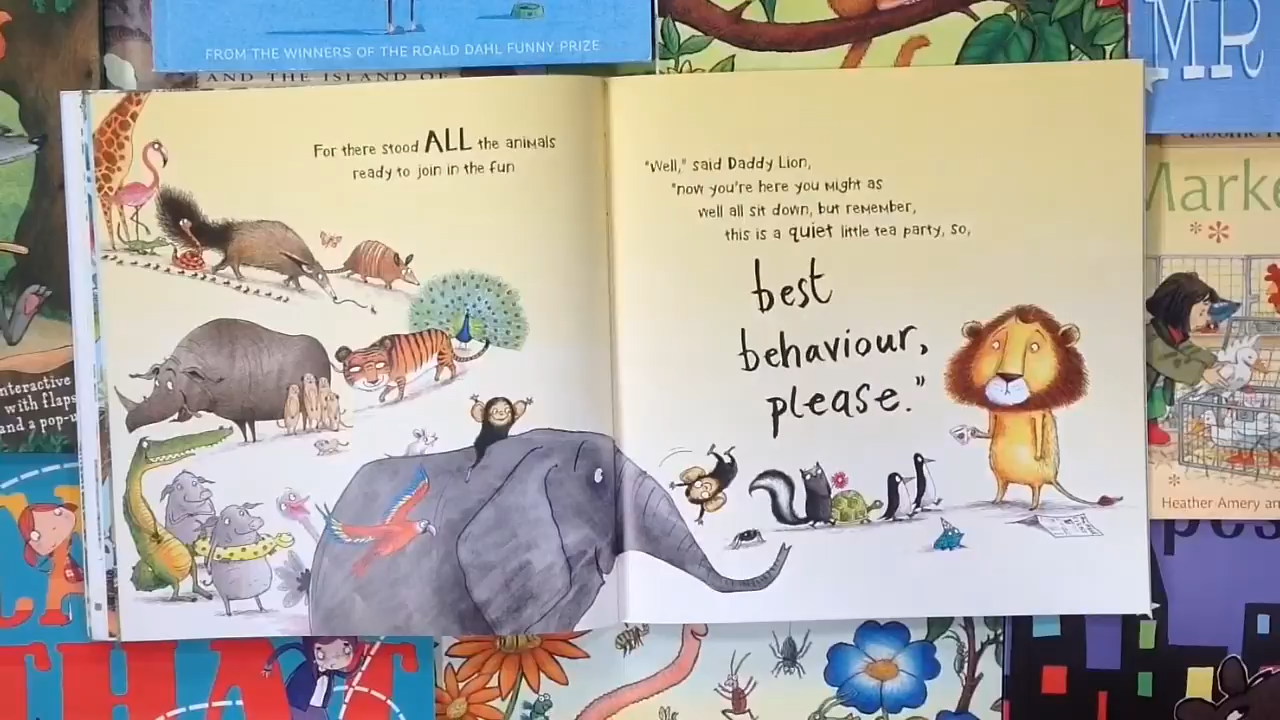 FROM THE WINNERS OF THE ROALD DAHL FUNNY PRIZE
AND THE ISLAND OF
MR
For there stood ALL the animals
ready to join in the fun
"Well," said Daddy Lion,
"now you're here you might as
well all sit down, but remember,
this is a quiet little tea party, so,
best
behaviour,
please."
Marke
Heather Amery an
nteractive
with flaps
and a pop-u
THAT